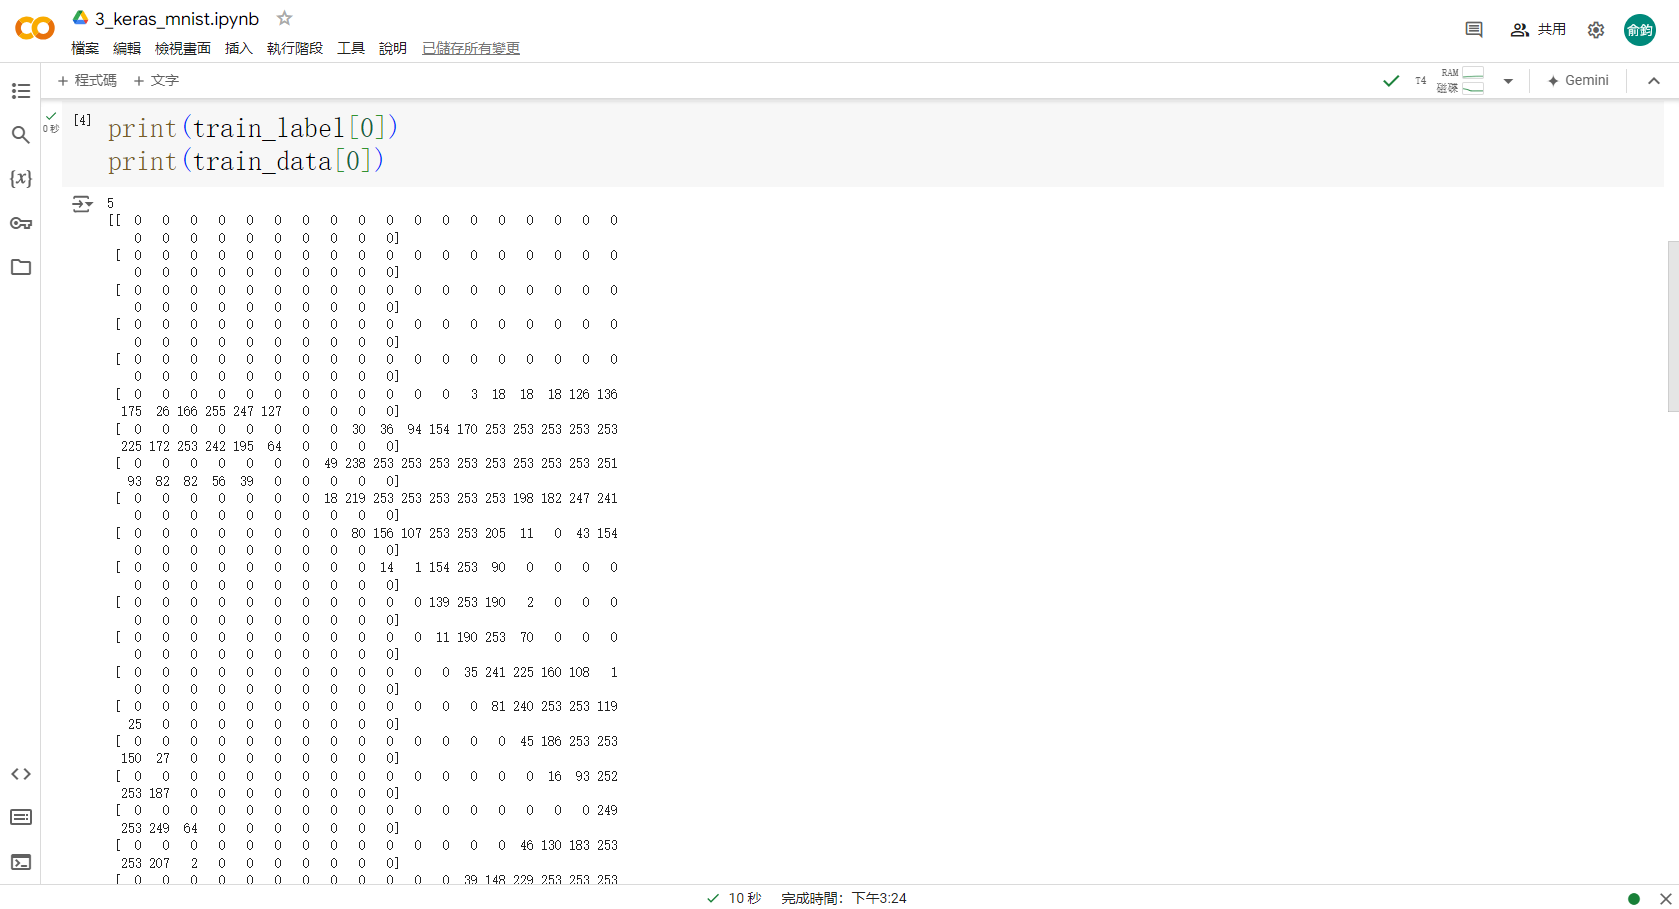 3_keras_mnist.ipynb
檔案 編輯 檢視畫面 插入 執行階段 工具 說明 已儲存所有變更
共用
俞鈞
+ 程式碼 + 文字
T4 RAM 磁碟
Gemini
0 秒
[4] print(train_label[0])
print(train_data[0])
5
[[ 0 0 0 0 0 0 0 0 0 0 0 0 0 0 0 0 0 0
0 0 0 0 0 0 0 0 0 0]
[ 0 0 0 0 0 0 0 0 0 0 0 0 0 0 0 0 0 0
0 0 0 0 0 0 0 0 0 0]
[ 0 0 0 0 0 0 0 0 0 0 0 0 0 0 0 0 0 0
0 0 0 0 0 0 0 0 0 0]
[ 0 0 0 0 0 0 0 0 0 0 0 0 0 0 0 0 0 0
0 0 0 0 0 0 0 0 0 0]
[ 0 0 0 0 0 0 0 0 0 0 0 0 0 0 0 0 0 0
0 0 0 0 0 0 0 0 0 0]
[ 0 0 0 0 0 0 0 0 0 0 0 0 3 18 18 18 126 136
175 26 166 255 247 127 0 0 0 0]
[ 0 0 0 0 0 0 0 0 30 36 94 154 170 253 253 253 253 253
225 172 253 242 195 64 0 0 0 0]
[ 0 0 0 0 0 0 0 49 238 253 253 253 253 253 253 253 253 251
93 82 82 56 39 0 0 0 0 0]
[ 0 0 0 0 0 0 0 18 219 253 253 253 253 253 198 182 247 241
0 0 0 0 0 0 0 0 0 0]
[ 0 0 0 0 0 0 0 0 80 156 107 253 253 205 11 0 43 154
0 0 0 0 0 0 0 0 0 0]
[ 0 0 0 0 0 0 0 0 0 14 1 154 253 90 0 0 0 0
0 0 0 0 0 0 0 0 0 0]
[ 0 0 0 0 0 0 0 0 0 0 0 139 253 190 2 0 0 0
0 0 0 0 0 0 0 0 0 0]
[ 0 0 0 0 0 0 0 0 0 0 0 11 190 253 70 0 0 0
0 0 0 0 0 0 0 0 0 0]
[ 0 0 0 0 0 0 0 0 0 0 0 0 35 241 225 160 108 1
0 0 0 0 0 0 0 0 0 0]
[ 0 0 0 0 0 0 0 0 0 0 0 0 0 81 240 253 253 119
25 0 0 0 0 0 0 0 0 0]
[ 0 0 0 0 0 0 0 0 0 0 0 0 0 0 45 186 253 253
150 27 0 0 0 0 0 0 0 0]
[ 0 0 0 0 0 0 0 0 0 0 0 0 0 0 0 16 93 252
253 187 0 0 0 0 0 0 0 0]
[ 0 0 0 0 0 0 0 0 0 0 0 0 0 0 0 0 0 249
253 249 64 0 0 0 0 0 0 0]
[ 0 0 0 0 0 0 0 0 0 0 0 0 0 0 46 130 183 253
253 207 2 0 0 0 0 0 0 0]
[ 0 0 0 0 0 0 0 0 0 0 0 0 39 148 229 253 253 253
10 秒 完成時間：下午3:24